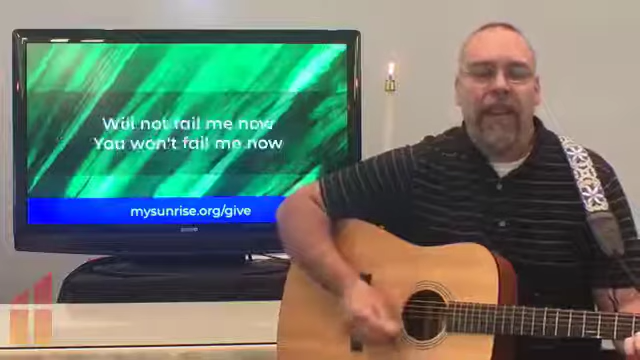 Will not fail me now
You won't fail me now
mysunrise.org/give